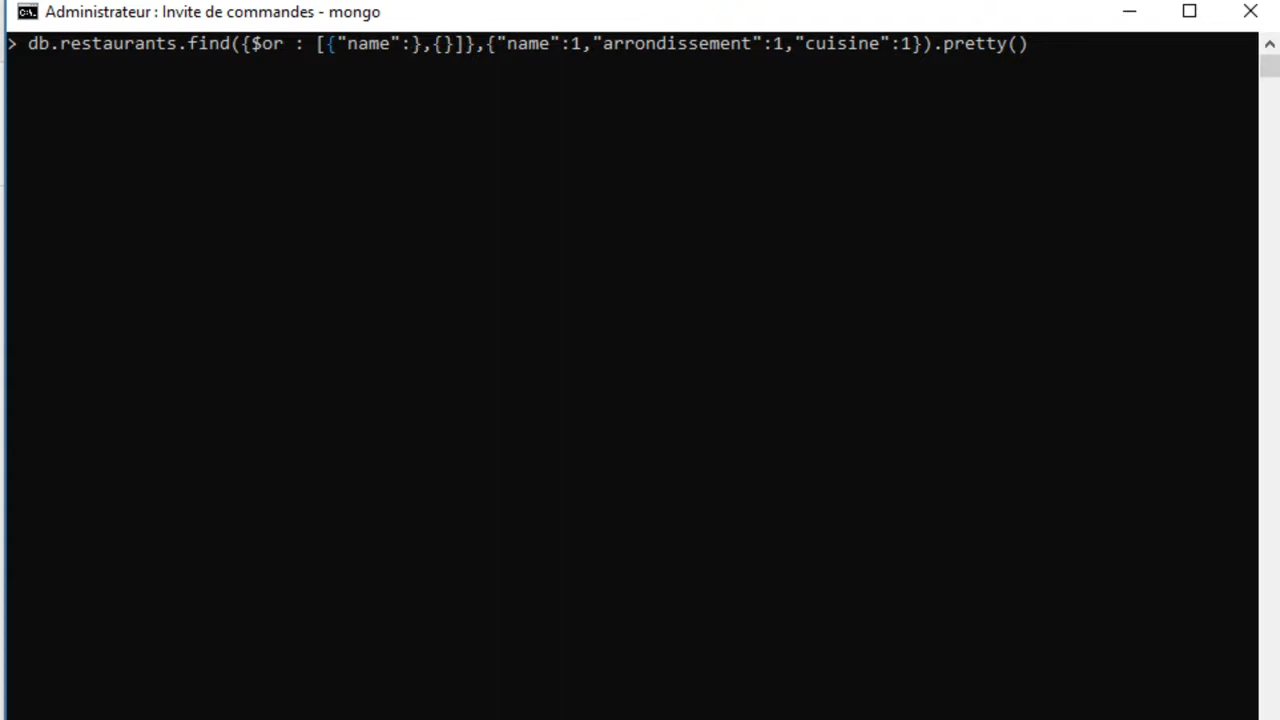 Administrateur : Invite de commandes - mongo
> db.restaurants.find({$or : [{"name":},{}]},{"name":1,"arrondissement":1,"cuisine":1}).pretty()